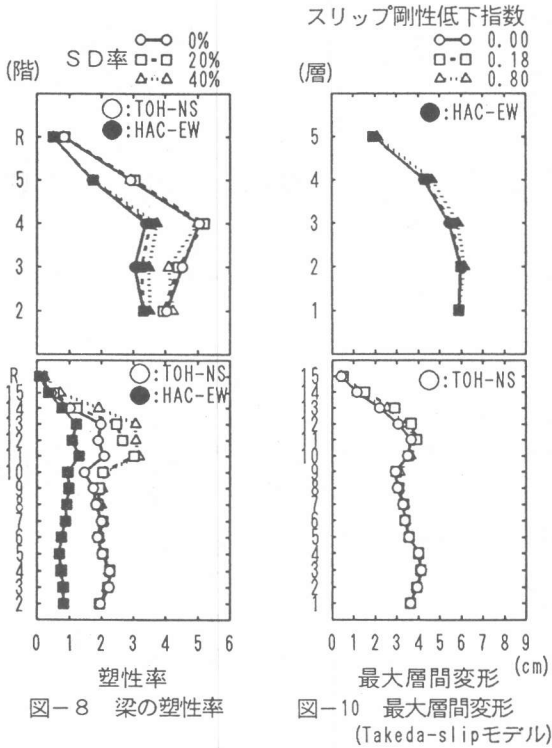 ＳＤ率
0%
20%
40%
(階)
○:TOH-NS
●:HAC-EW
R
5
4
3
2
○:TOH-NS
●:HAC-EW
R
15
14
13
12
11
10
9
8
7
6
5
4
3
2
0 1 2 3 4 5 6
塑性率
図－8 梁の塑性率
スリップ剛性低下指数
0.00
0.18
0.80
(層)
●:HAC-EW
5
4
3
2
1
○:TOH-NS
15
14
13
12
11
10
9
8
7
6
5
4
3
2
1
0 1 2 3 4 5 6 7 8 9
(cm)
最大層間変形
図－10 最大層間変形
(Takeda-slipモデル)